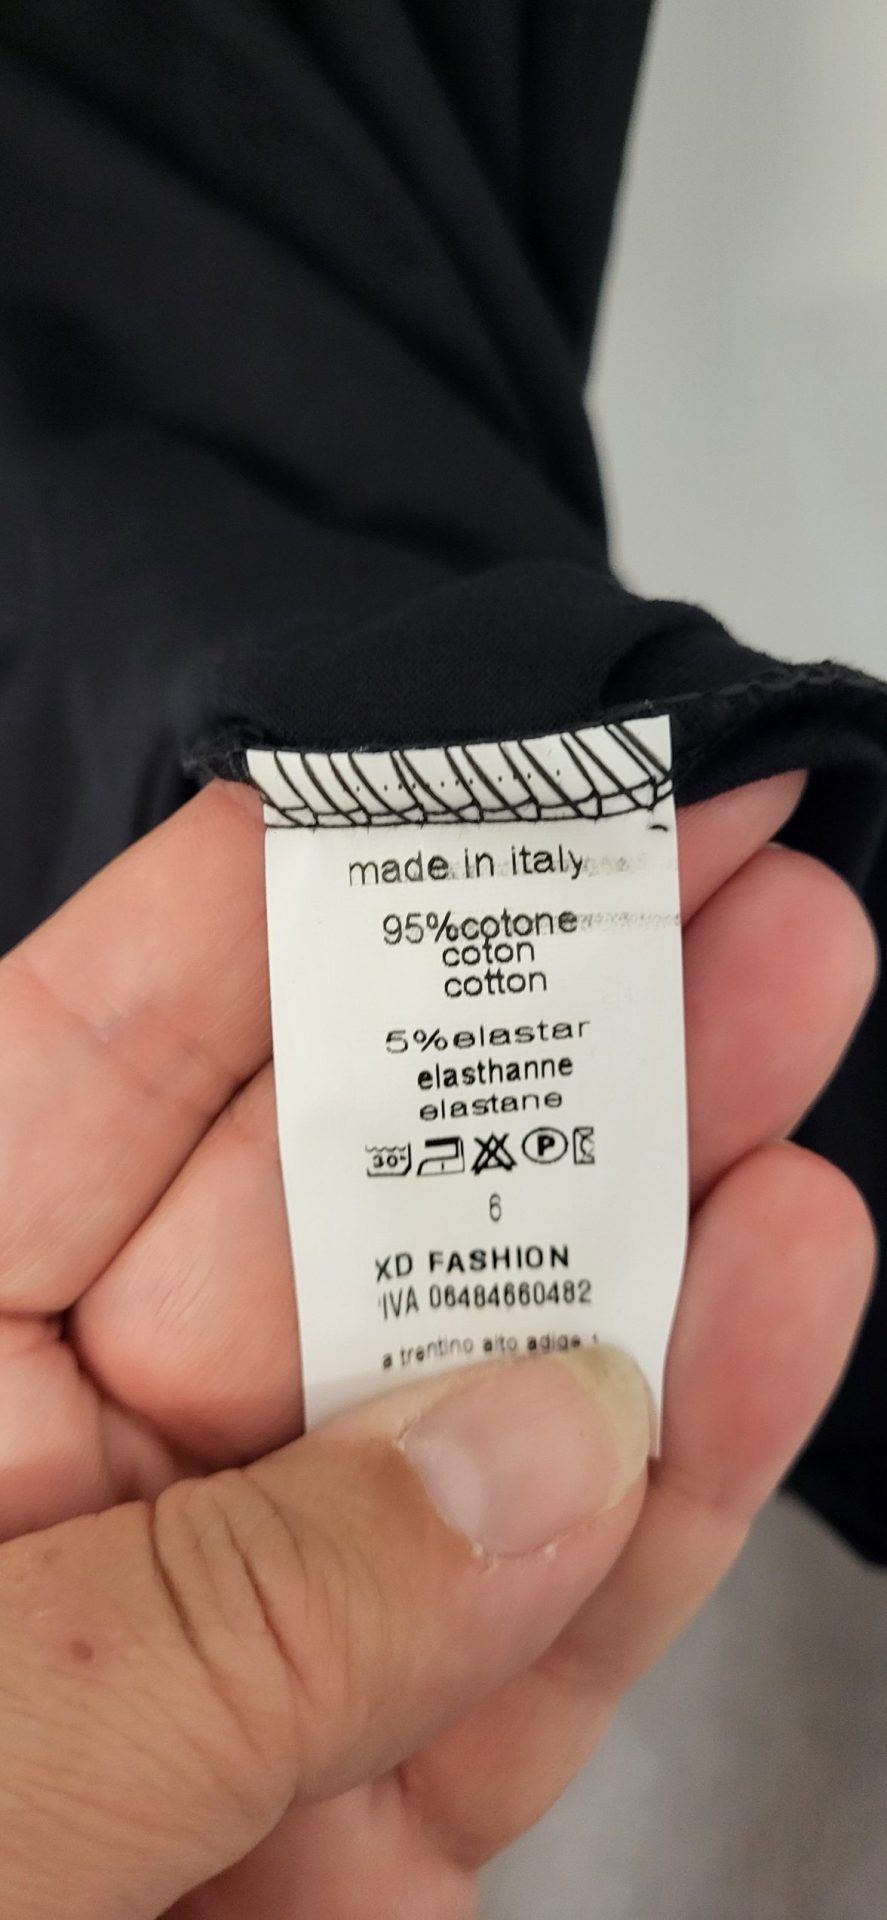 made in italy
95%cotone
coton
cotton
5%elastar
elasthanne
elastane
30° P
6
XD FASHION
IVA 06484660482
a trentino alto adige